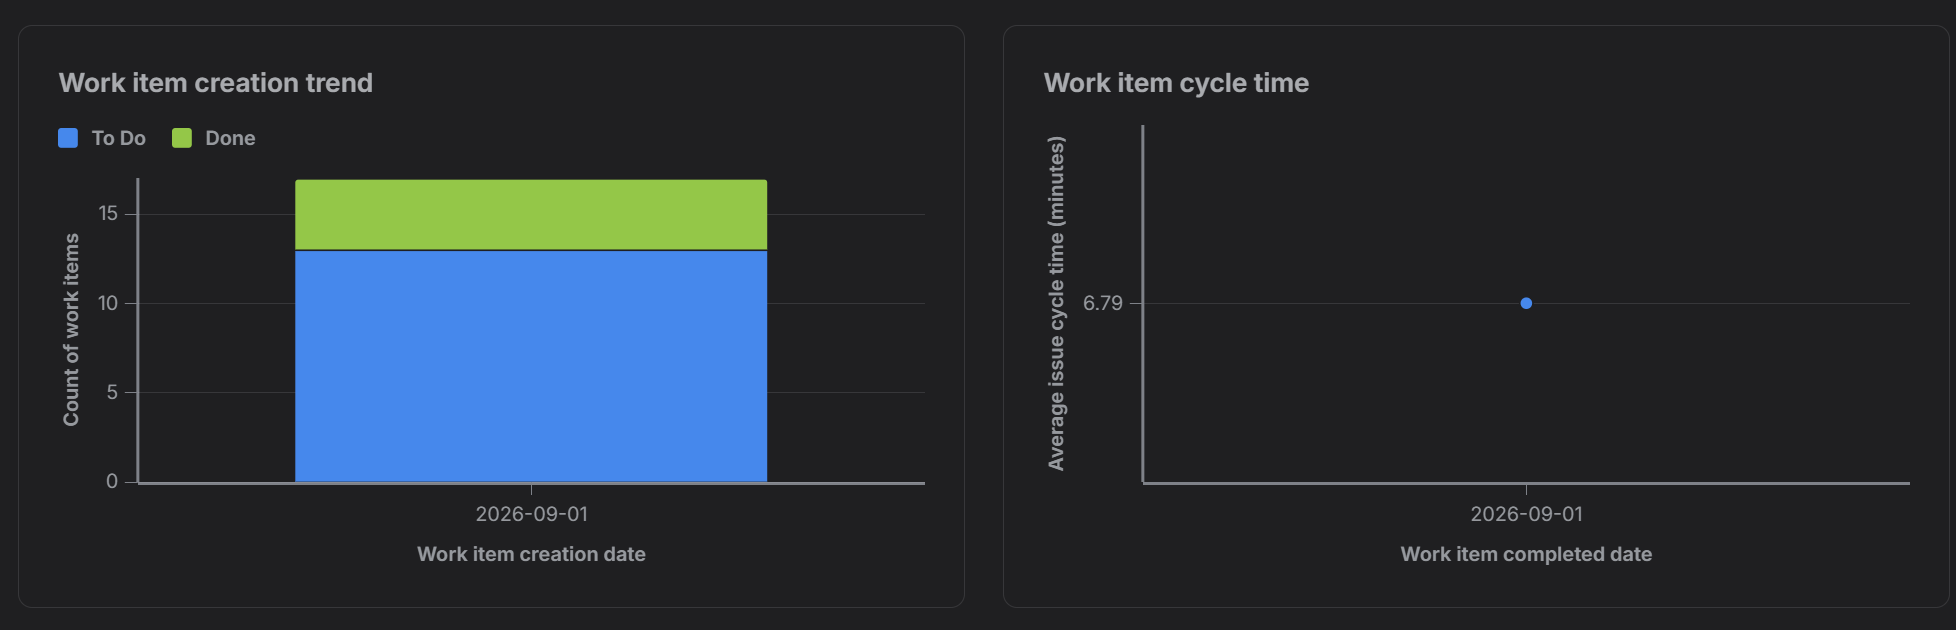 Work item creation trend
To Do
Done
Count of work items
15
10
5
0
2026-09-01
Work item creation date
Work item cycle time
Average issue cycle time (minutes)
6.79
2026-09-01
Work item completed date